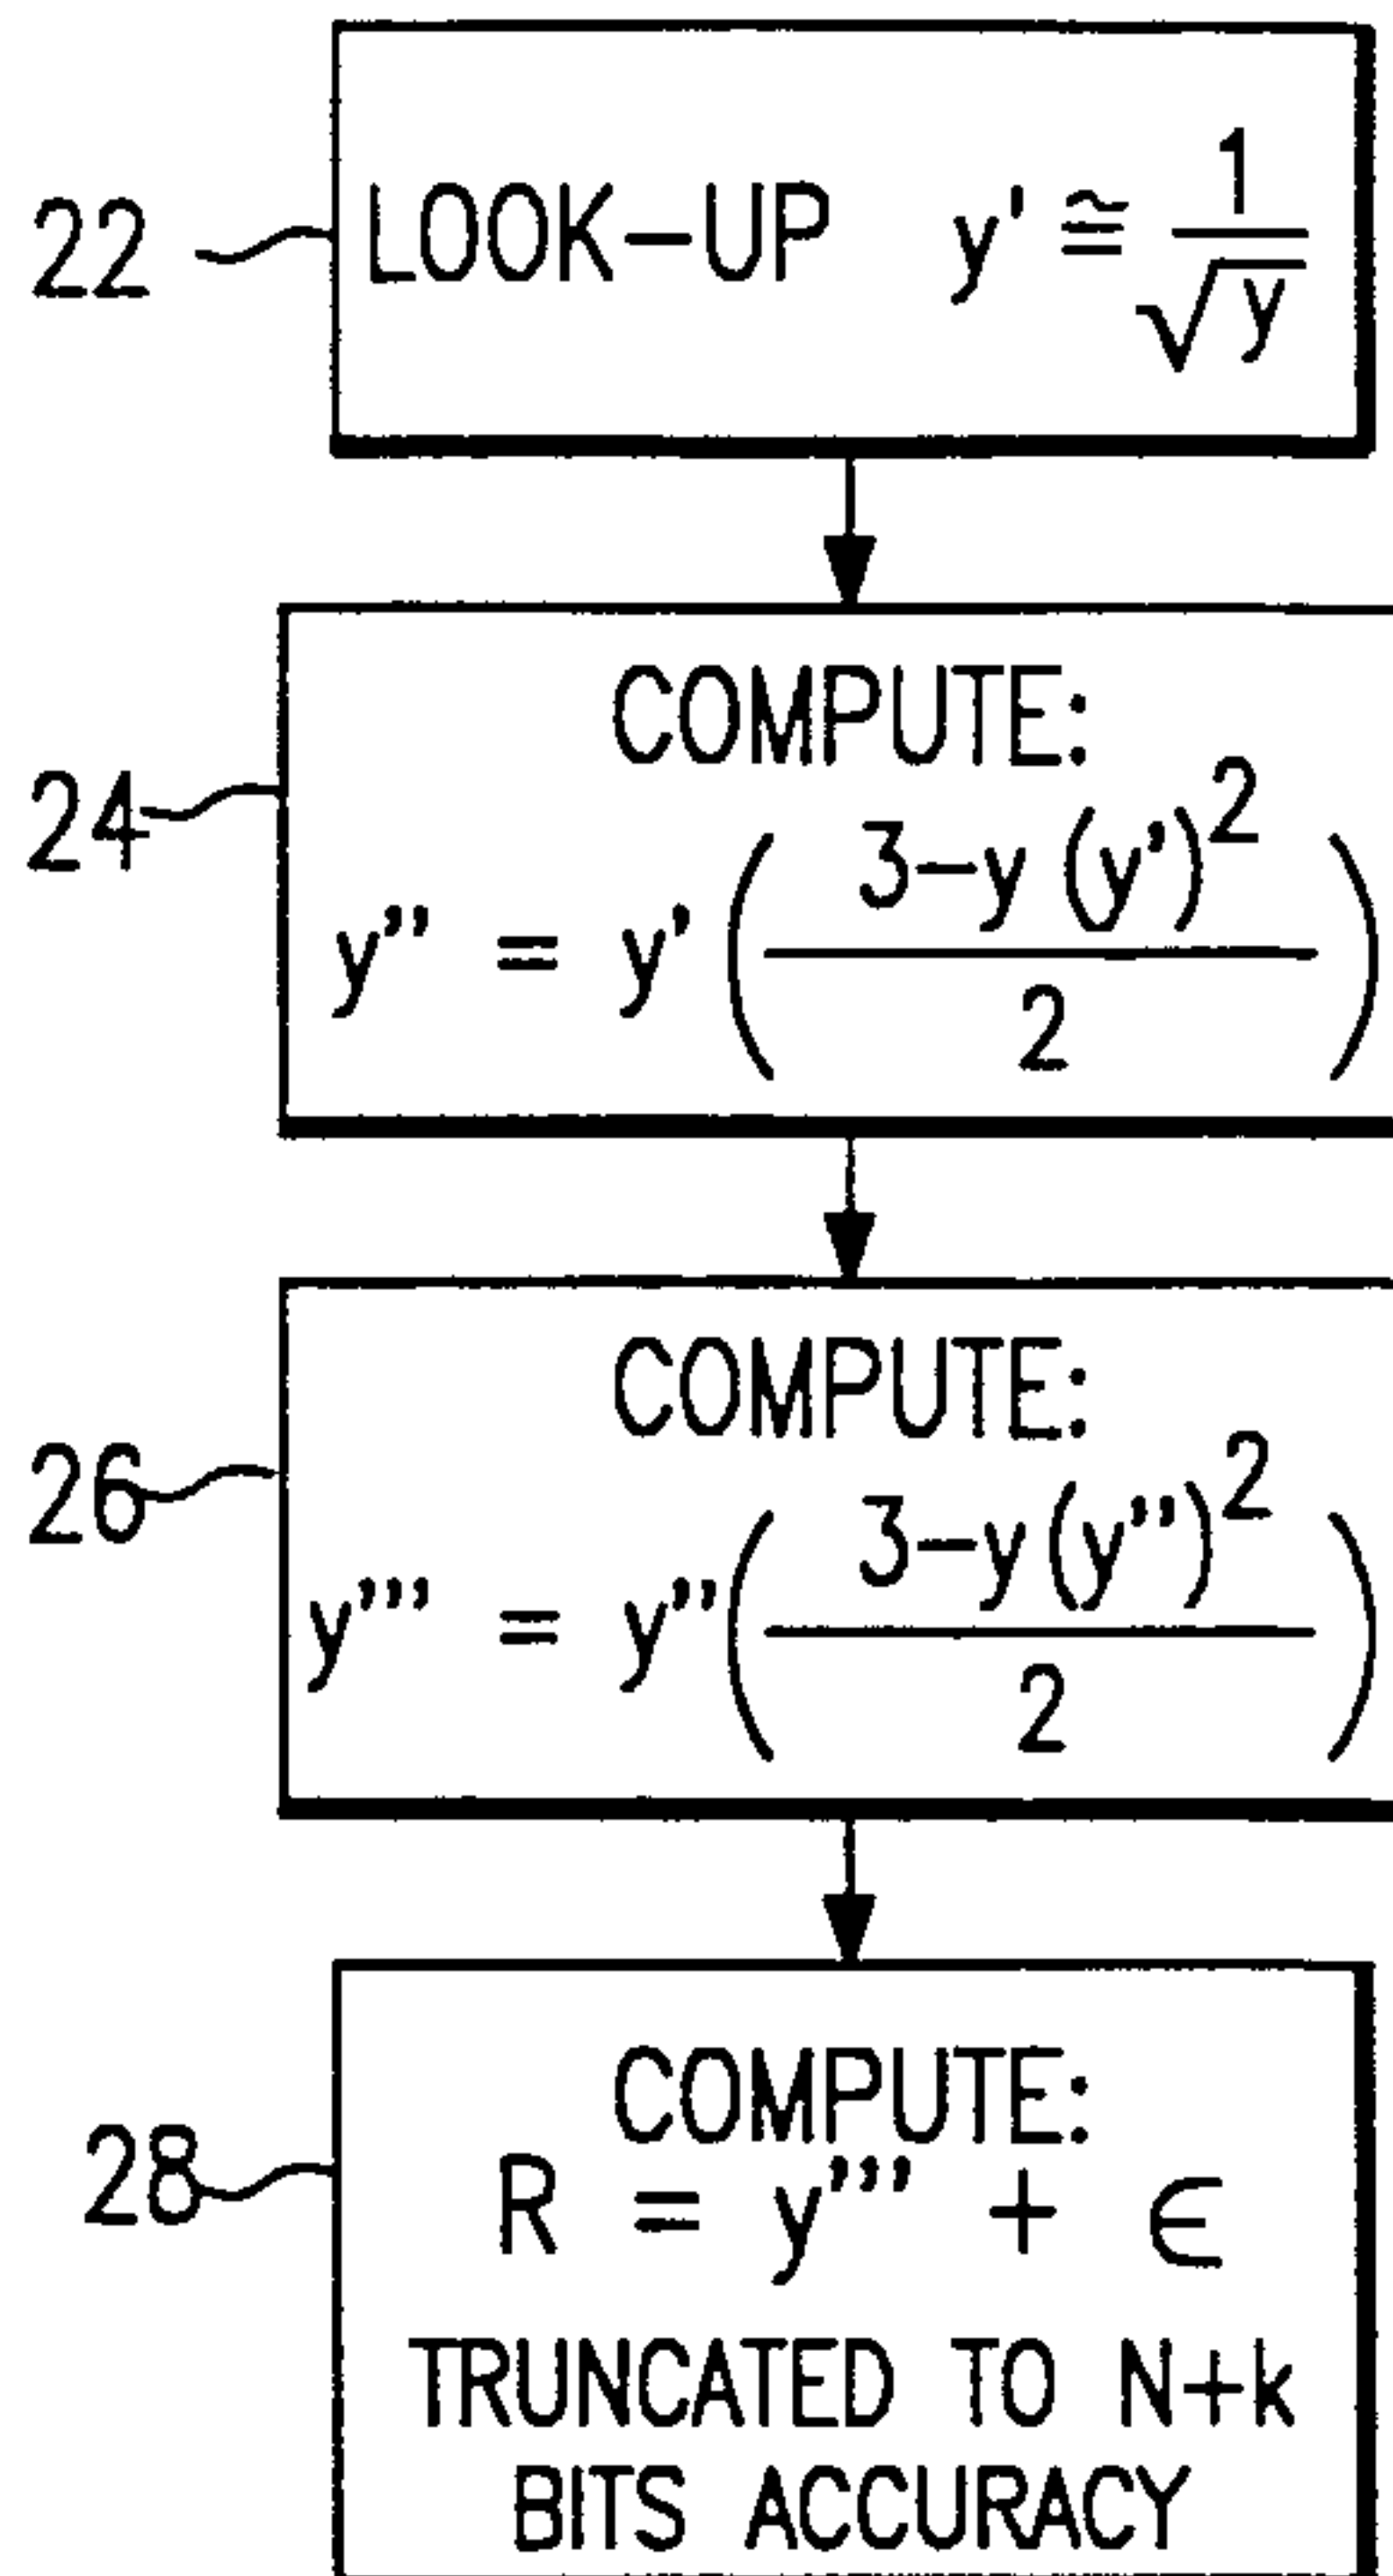 22 LOOK-UP y' ≅ 1/√y
COMPUTE:
24 y'' = y' ( (3-y(y')^2) / 2 )
COMPUTE:
26 y''' = y'' ( (3-y(y'')^2) / 2 )
COMPUTE:
28 R = y''' + ϵ
TRUNCATED TO N+k
BITS ACCURACY